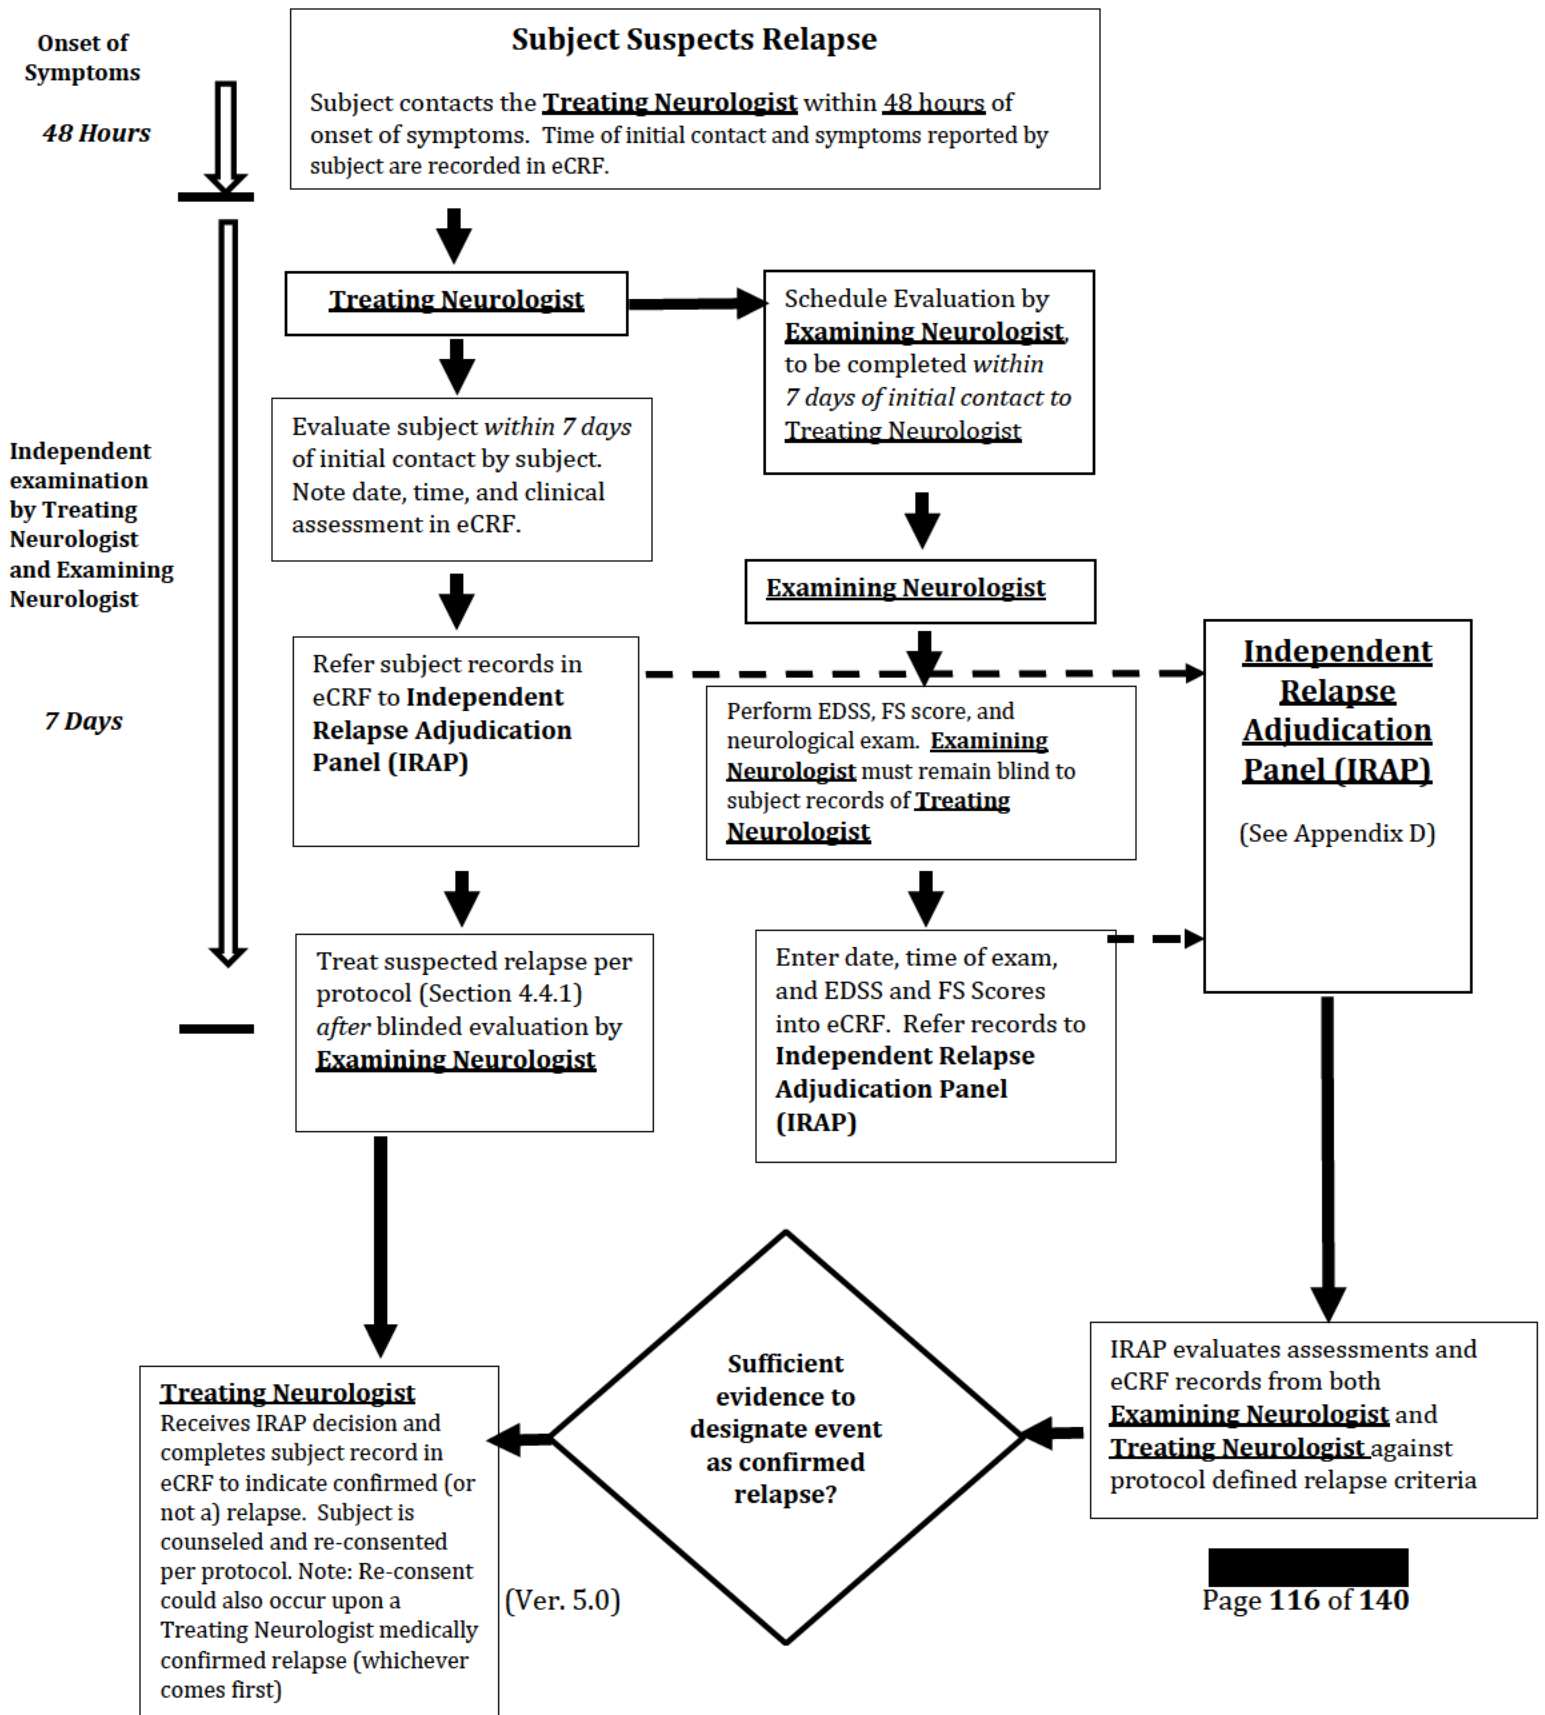 Onset of
Symptoms
48 Hours
Subject Suspects Relapse
Subject contacts the Treating Neurologist within 48 hours of
onset of symptoms.  Time of initial contact and symptoms reported by
subject are recorded in eCRF.
Treating Neurologist
Schedule Evaluation by
Examining Neurologist,
to be completed within
7 days of initial contact to
Treating Neurologist
Evaluate subject within 7 days
of initial contact by subject.
Note date, time, and clinical
assessment in eCRF.
Independent
examination
by Treating
Neurologist
and Examining
Neurologist
7 Days
Examining Neurologist
Refer subject records in
eCRF to Independent
Relapse Adjudication
Panel (IRAP)
Perform EDSS, FS score, and
neurological exam.  Examining
Neurologist must remain blind to
subject records of Treating
Neurologist
Independent
Relapse
Adjudication
Panel (IRAP)
(See Appendix D)
Treat suspected relapse per
protocol (Section 4.4.1)
after blinded evaluation by
Examining Neurologist
Enter date, time of exam,
and EDSS and FS Scores
into eCRF.  Refer records to
Independent Relapse
Adjudication Panel
(IRAP)
IRAP evaluates assessments and
eCRF records from both
Examining Neurologist and
Treating Neurologist against
protocol defined relapse criteria
Sufficient
evidence to
designate event
as confirmed
relapse?
Treating Neurologist
Receives IRAP decision and
completes subject record in
eCRF to indicate confirmed (or
not a) relapse.  Subject is
counseled and re-consented
per protocol. Note: Re-consent
could also occur upon a
Treating Neurologist medically
confirmed relapse (whichever
comes first)
(Ver. 5.0)
Page 116 of 140